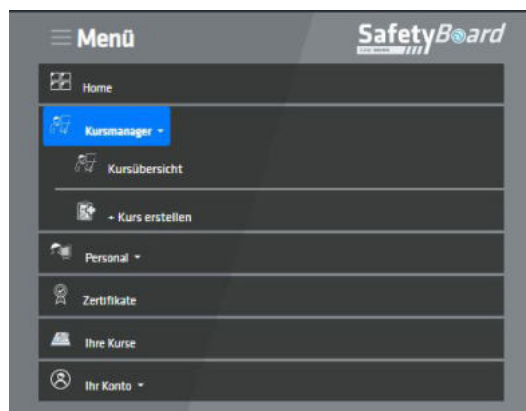 Menü
SafetyBoard
Home
Kursmanager
Kursübersicht
+ Kurs erstellen
Personal
Zertifikate
Ihre Kurse
Ihr Konto